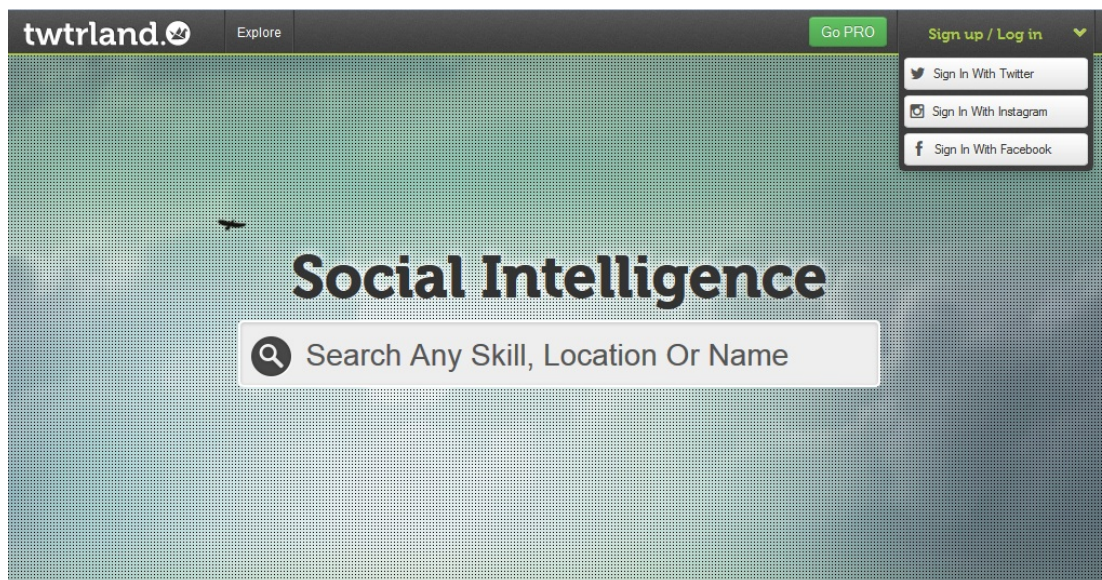 twtrland.
Explore
Go PRO
Sign up / Log in
Sign In With Twitter
Sign In With Instagram
Sign In With Facebook
Social Intelligence
Search Any Skill, Location Or Name